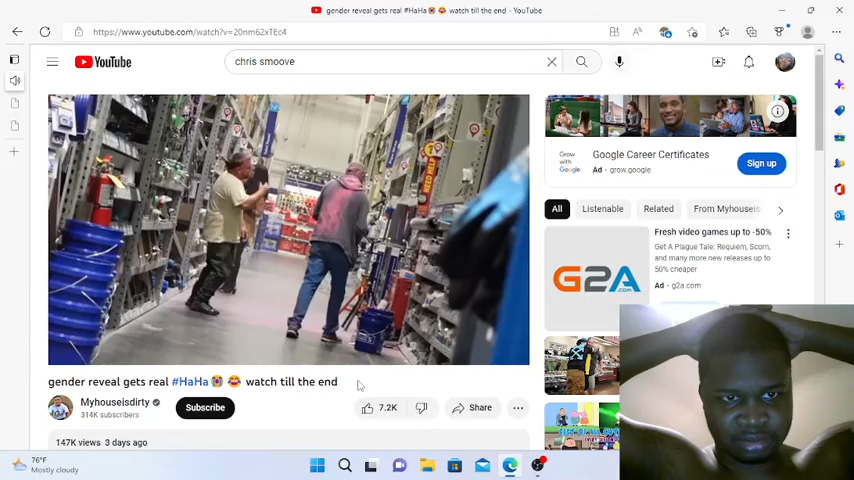 gender reveal gets real #HaHa😭 😂 watch till the end - YouTube
https://www.youtube.com/watch?v=20nm62xTEc4
YouTube
chris smoove
NEED HELP?
Google Career Certificates
Grow with Google
Ad · grow.google
Sign up
All
Listenable
Related
From Myhouseis
Fresh video games up to -50%
Get A Plague Tale: Requiem, Scorn,
and many more new releases up to
50% cheaper
Ad · g2a.com
G2A
.COM
gender reveal gets real #HaHa😭 😂 watch till the end
Myhouseisdirty
314K subscribers
Subscribe
7.2K
Share
147K views 3 days ago
76°F
Mostly cloudy